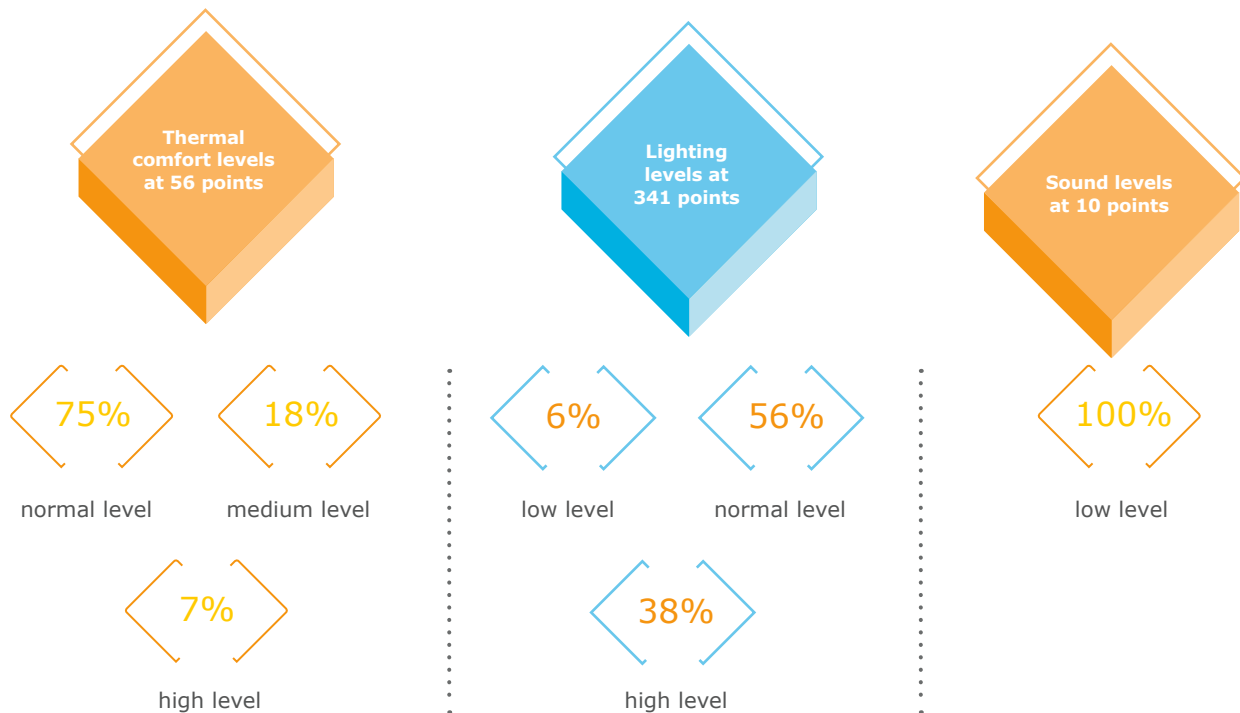 Thermal
comfort levels
at 56 points
75%
normal level
18%
medium level
7%
high level
Lighting
levels at
341 points
6%
low level
56%
normal level
38%
high level
Sound levels
at 10 points
100%
low level